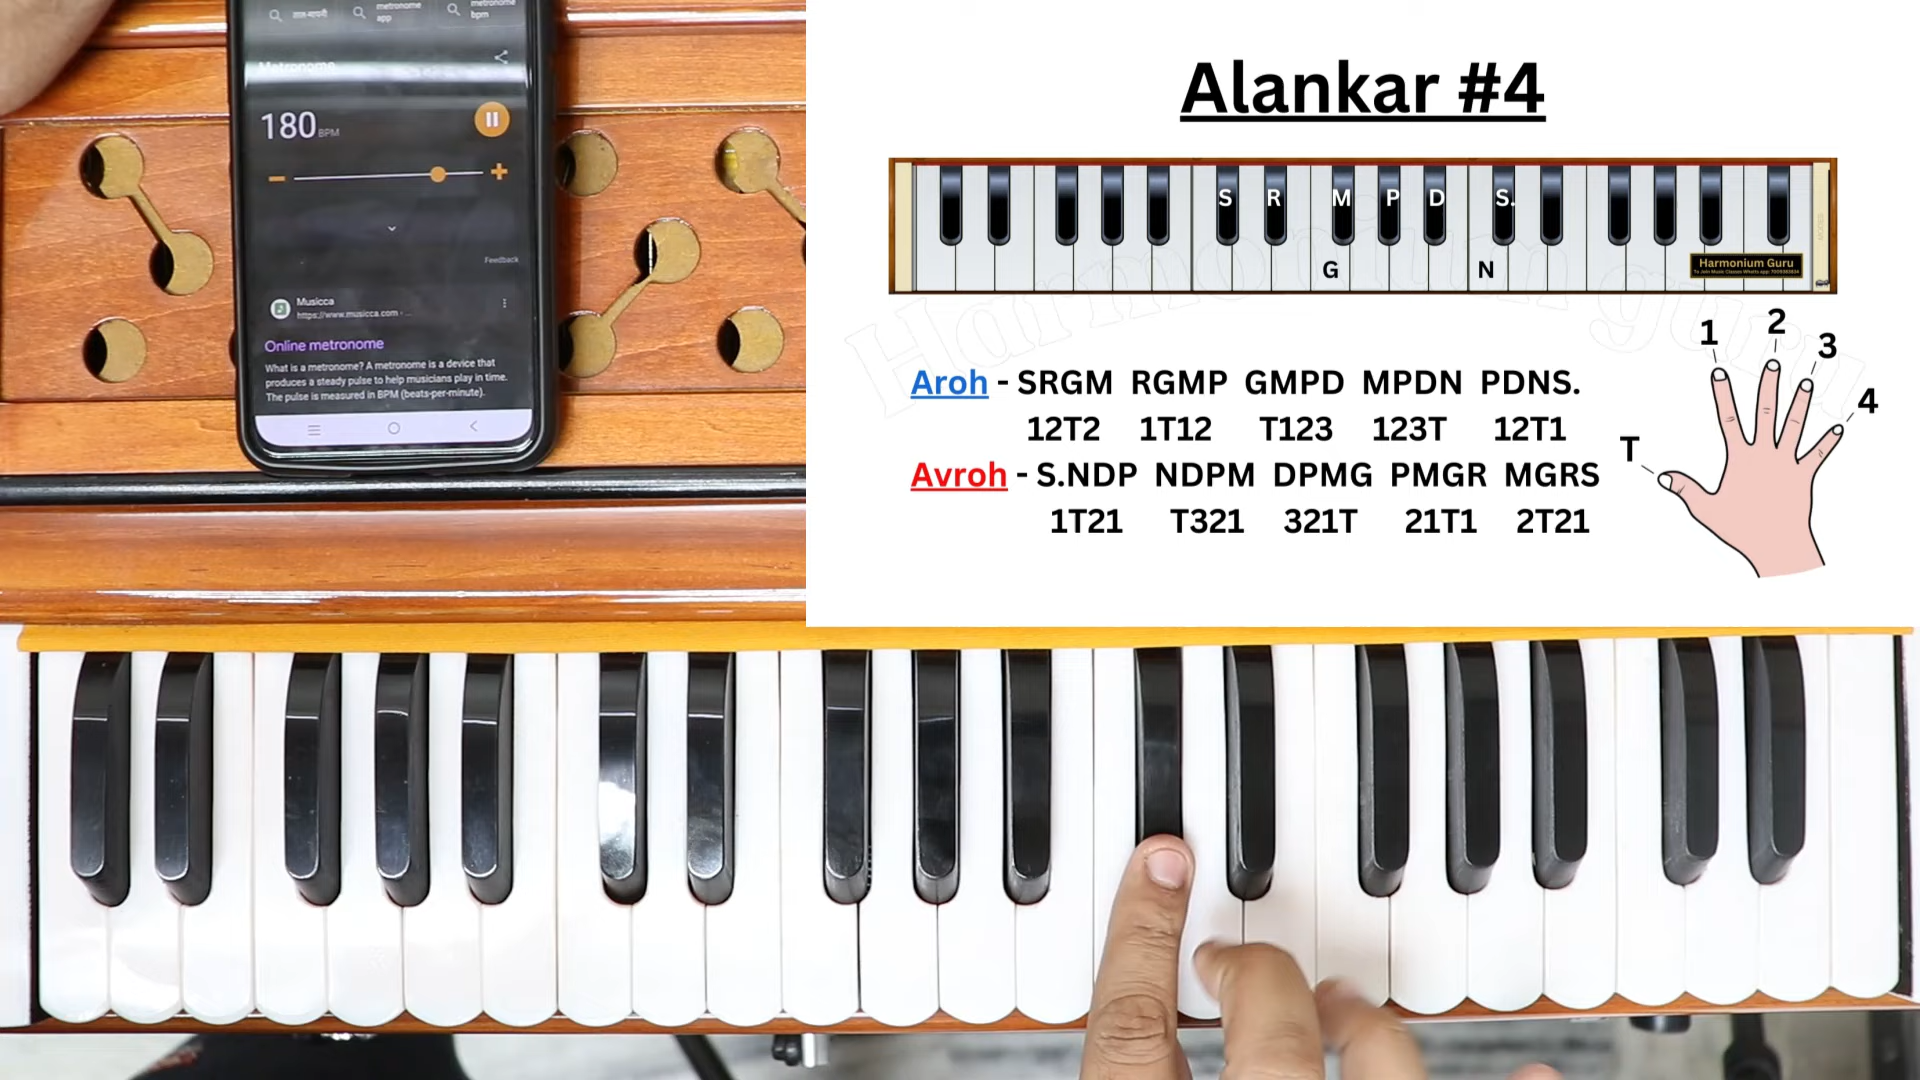 ताल-मापनी
metronome
app
metronome
bpm
Metronome
180 BPM
Feedback
Musicca
https://www.musicca.com › ...
Online metronome
What is a metronome? A metronome is a device that
produces a steady pulse to help musicians play in time.
The pulse is measured in BPM (beats-per-minute).
Alankar #4
S R M P D S.
G N
Harmonium Guru
Harmonium guru
1
2
3
4
T
Aroh - SRGM RGMP GMPD MPDN PDNS.
12T2 1T12 T123 123T 12T1
Avroh - S.NDP NDPM DPMG PMGR MGRS
1T21 T321 321T 21T1 2T21